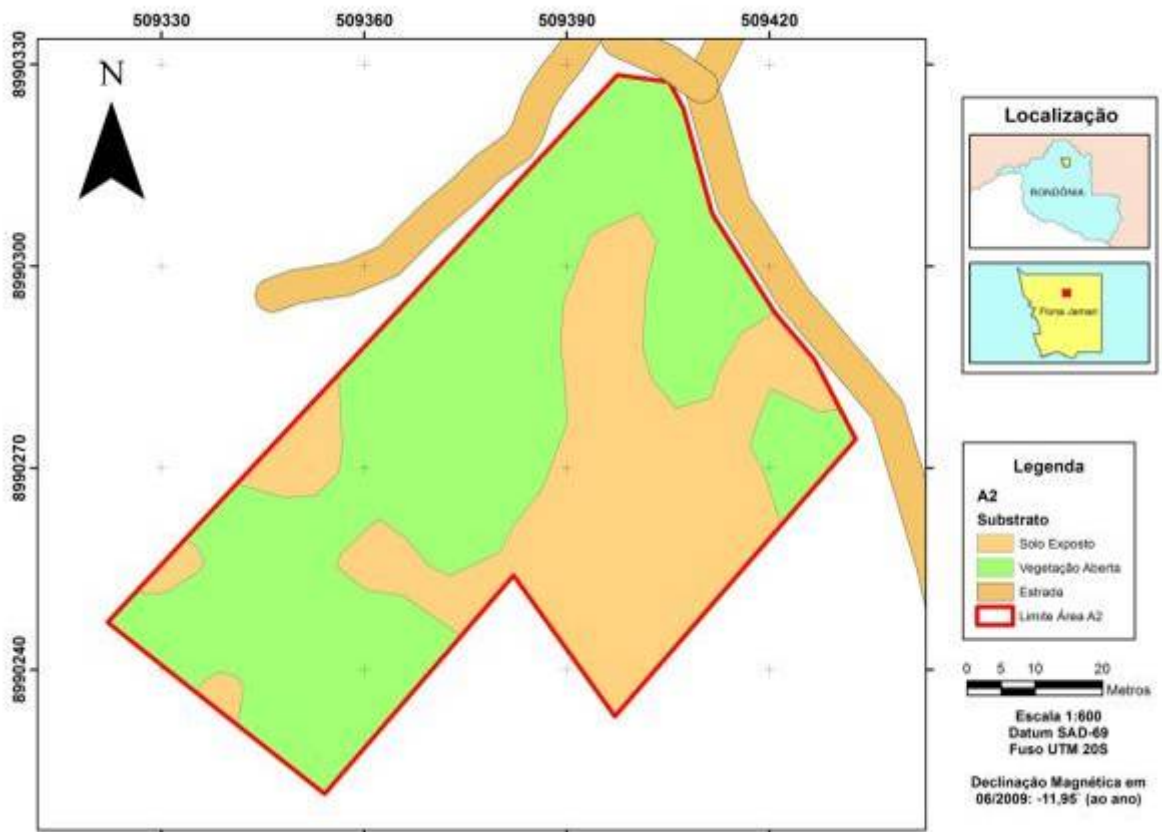 509330 509360 509390 509420
8990330
8990300
8990270
8990240
N
Localização
RONDÔNIA
Flona Jamari
Legenda
A2
Substrato
Solo Exposto
Vegetação Aberta
Estrada
Limite Área A2
0 5 10 20
Metros
Escala 1:600
Datum SAD-69
Fuso UTM 20S
Declinação Magnética em
06/2009: -11,95° (ao ano)